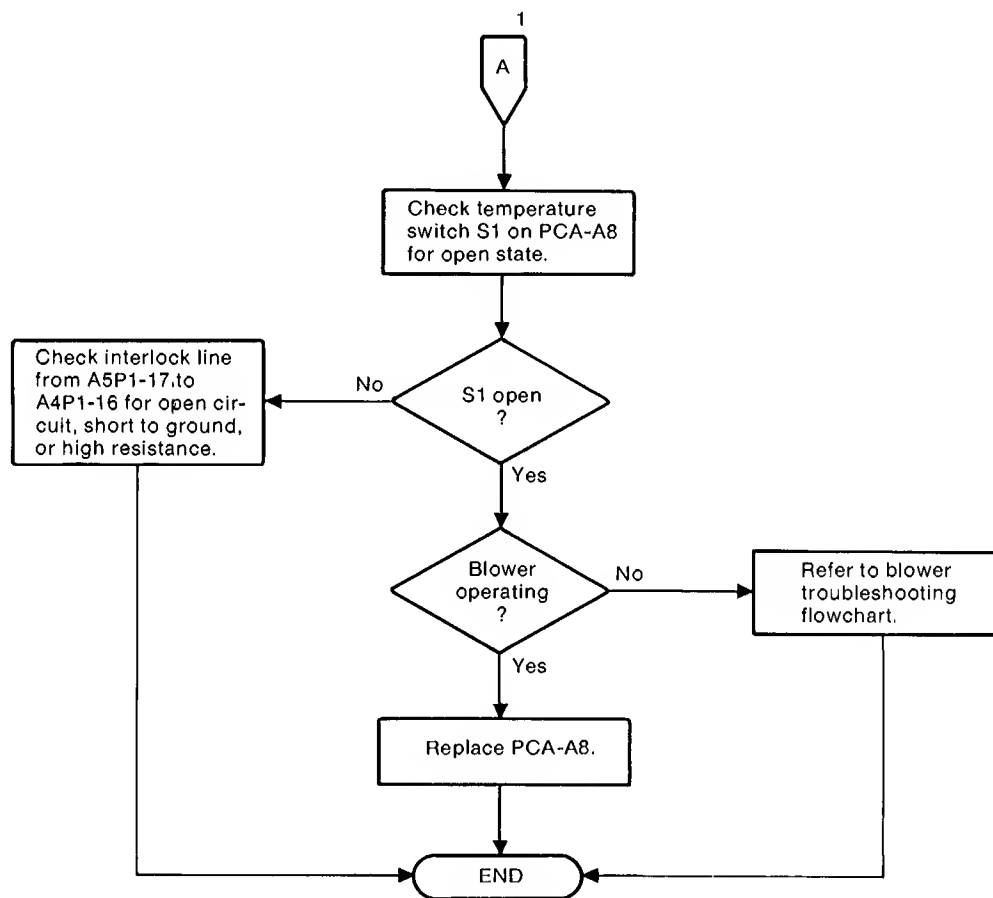 1
A
Check temperature
switch S1 on PCA-A8
for open state.
Check interlock line
from A5P1-17, to
A4P1-16 for open cir-
cuit, short to ground,
or high resistance.
No
S1 open
?
Yes
Blower
operating
?
No
Refer to blower
troubleshooting
flowchart.
Yes
Replace PCA-A8.
END